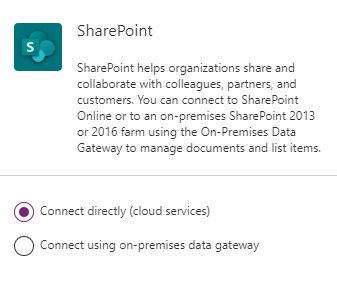 SharePoint
S
SharePoint helps organizations share and
collaborate with colleagues, partners, and
customers. You can connect to SharePoint
Online or to an on-premises SharePoint 2013
or 2016 farm using the On-Premises Data
Gateway to manage documents and list items.
Connect directly (cloud services)
Connect using on-premises data gateway